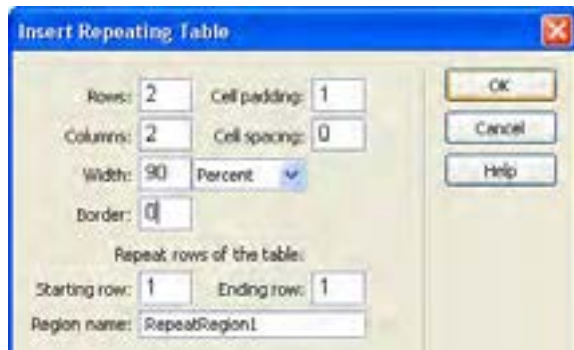 Insert Repeating Table
Rows: 2 Cell padding: 1 OK
Columns: 2 Cell spacing: 0 Cancel
Width: 90 Percent Help
Border: 0
Repeat rows of the table:
Starting row: 1 Ending row: 1
Region name: RepeatRegion1